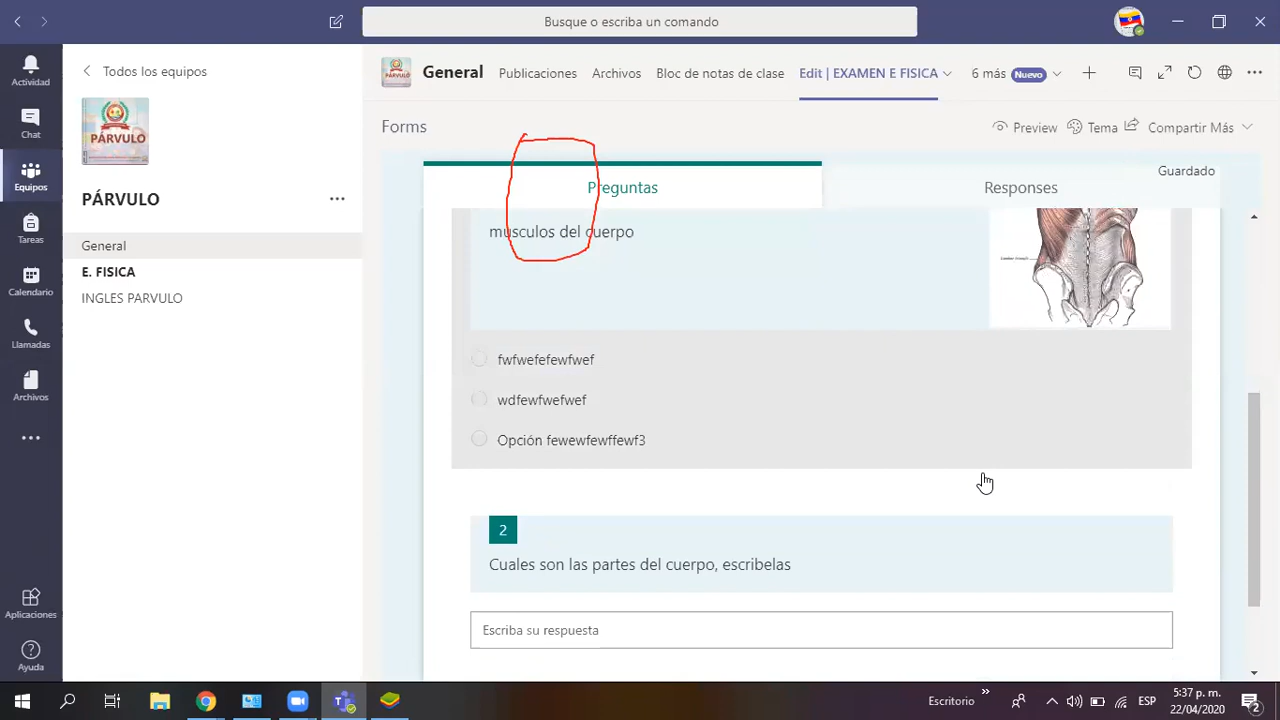 Busque o escriba un comando
Actividad
Chat
Equipos
Tareas
Calendario
Llamadas
Archivos
Aplicaciones
Ayuda
Todos los equipos
PÁRVULO
PÁRVULO
General
E. FISICA
INGLES PARVULO
General
Publicaciones
Archivos
Bloc de notas de clase
Edit | EXAMEN E FISICA
6 más
Nuevo
Forms
Preview
Tema
Compartir Más
Guardado
PÁRVULO
Preguntas
Responses
musculos del cuerpo
fwfwefefewfwef
wdfewfwefwef
Opción fewewfewffewf3
2
Cuales son las partes del cuerpo, escribelas
Escriba su respuesta
Escritorio
ESP
5:37 p. m.
22/04/2020
2